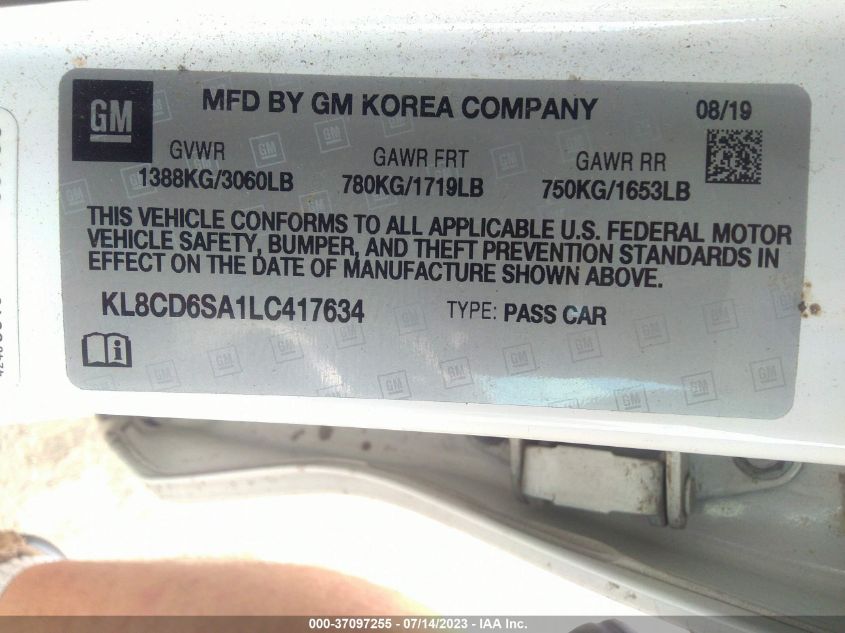 GM
MFD BY GM KOREA COMPANY 08/19
GVWR GAWR FRT GAWR RR
1388KG/3060LB 780KG/1719LB 750KG/1653LB
THIS VEHICLE CONFORMS TO ALL APPLICABLE U.S. FEDERAL MOTOR
VEHICLE SAFETY, BUMPER, AND THEFT PREVENTION STANDARDS IN
EFFECT ON THE DATE OF MANUFACTURE SHOWN ABOVE.
KL8CD6SA1LC417634 TYPE: PASS CAR
000-37097255 - 07/14/2023 - IAA Inc.